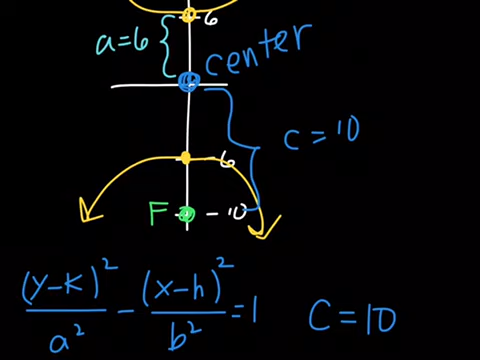 6
a=6
center
c=10
-6
F -10
(y-k)²/a² - (x-h)²/b² =1
C=10